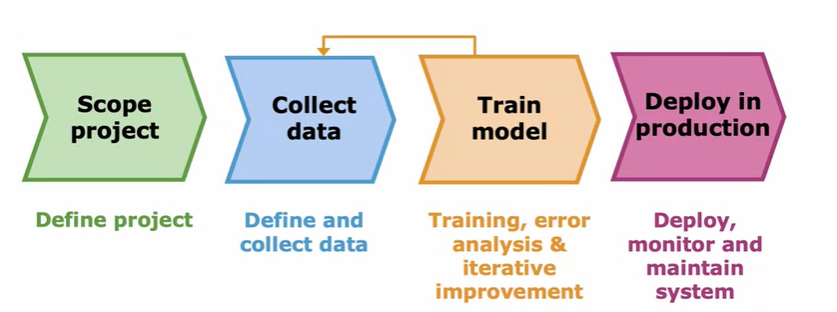 Scope
project
Collect
data
Train
model
Deploy in
production
Define project
Define and
collect data
Training, error
analysis &
iterative
improvement
Deploy,
monitor and
maintain
system